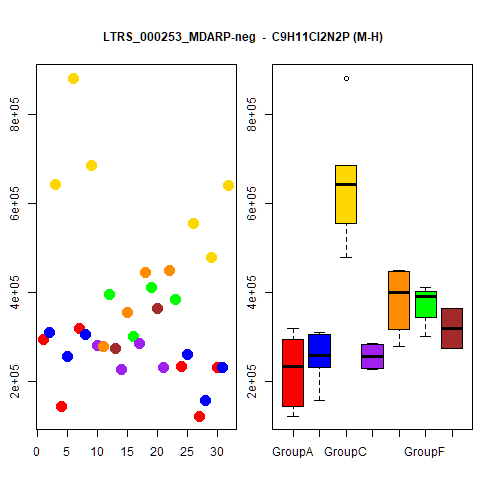 LTRS_000253_MDARP-neg - C9H11Cl2N2P (M-H)
8e+05
6e+05
4e+05
2e+05
0 5 10 15 20 25 30
8e+05
6e+05
4e+05
2e+05
GroupA GroupC GroupF